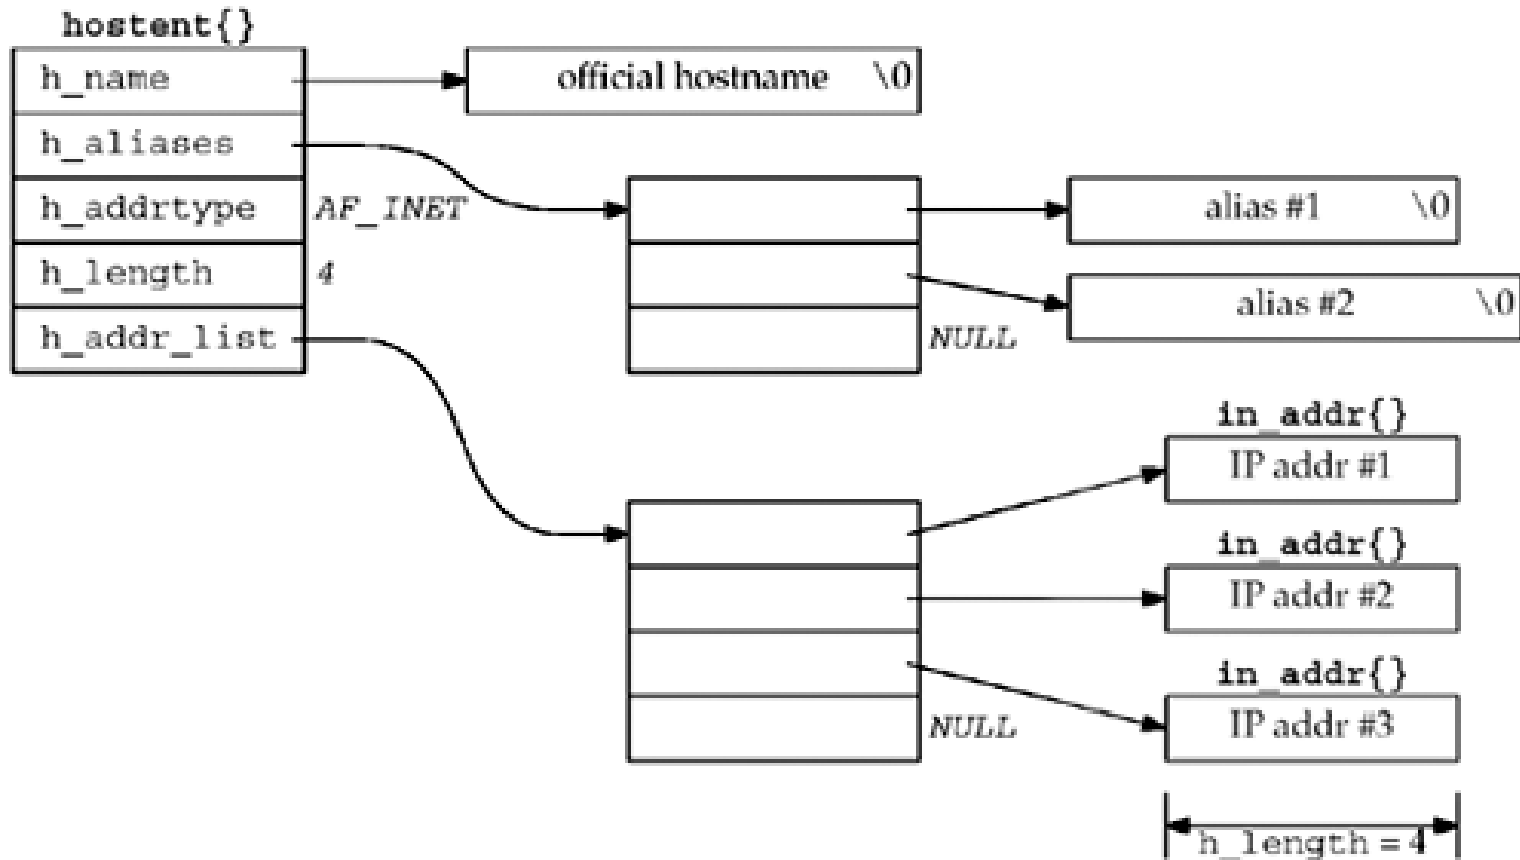 hostent{}
h_name
official hostname \0
h_aliases
h_addrtype AF_INET
alias #1 \0
h_length 4
alias #2 \0
h_addr_list
NULL
in_addr{}
IP addr #1
in_addr{}
IP addr #2
in_addr{}
IP addr #3
NULL
h_length = 4